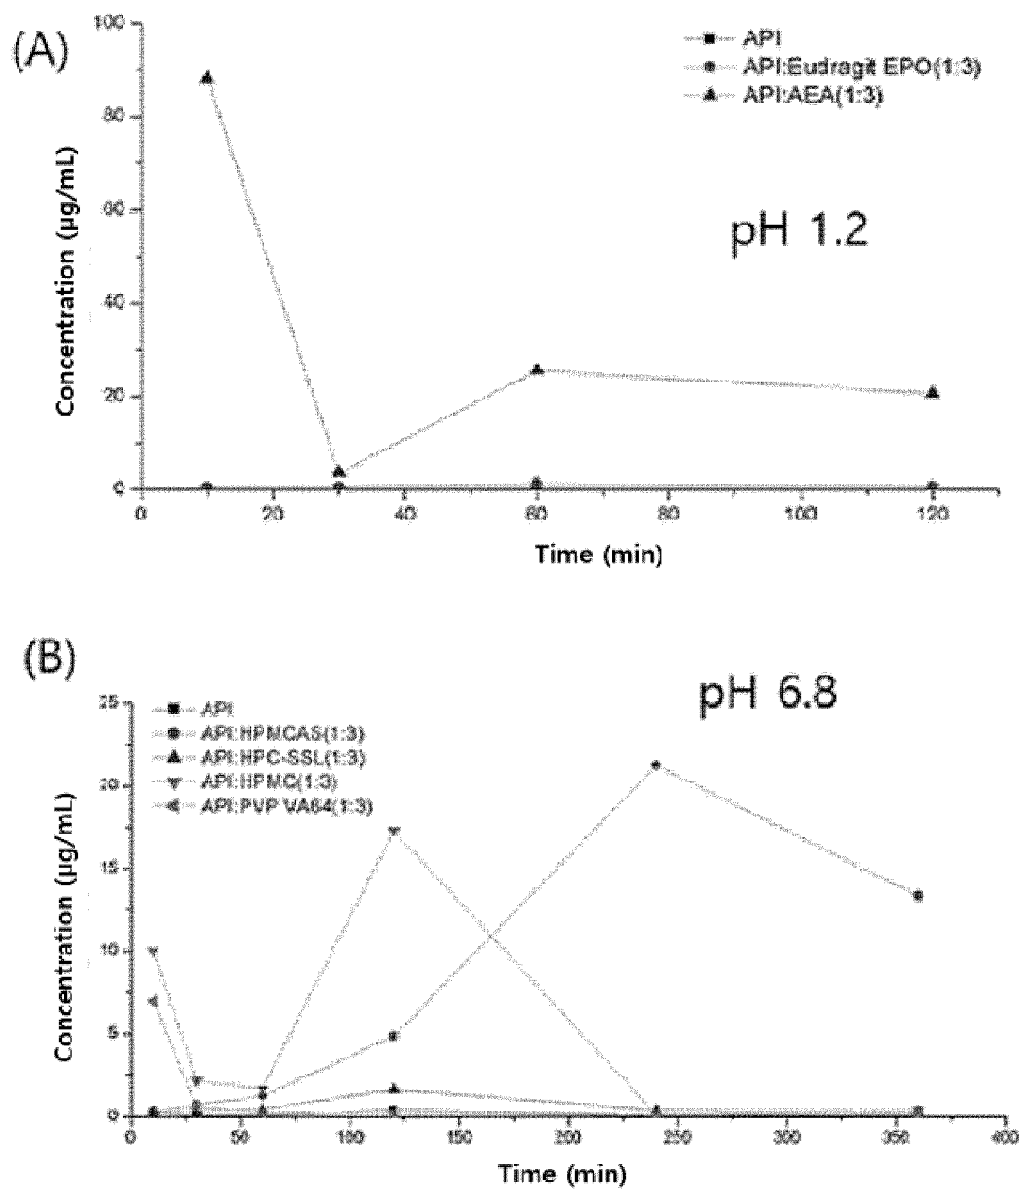 (A)
100
80
60
40
20
0
Concentration (µg/mL)
API
API:Eudragit EPO(1:3)
API:AEA(1:3)
pH 1.2
0 20 40 60 80 100 120
Time (min)
(B)
pH 6.8
25
20
15
10
5
0
Concentration (µg/mL)
API
API:HPMCAS(1:3)
API:HPC-SSL(1:3)
API:HPMC(1:3)
API:PVP VA64(1:3)
0 50 100 150 200 250 300 350 400
Time (min)